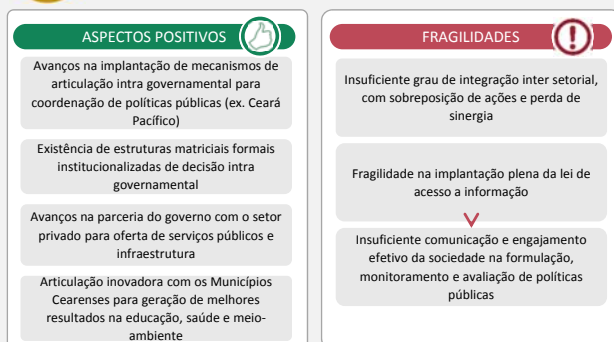 ASPECTOS POSITIVOS
Avanços na implantação de mecanismos de
articulação intra governamental para
coordenação de políticas públicas (ex. Ceará
Pacífico)
Existência de estruturas matriciais formais
institucionalizadas de decisão intra
governamental
Avanços na parceria do governo com o setor
privado para oferta de serviços públicos e
infraestrutura
Articulação inovadora com os Municípios
Cearenses para geração de melhores
resultados na educação, saúde e meio-
ambiente
FRAGILIDADES
Insuficiente grau de integração inter setorial,
com sobreposição de ações e perda de
sinergia
Fragilidade na implantação plena da lei de
acesso a informação
Insuficiente comunicação e engajamento
efetivo da sociedade na formulação,
monitoramento e avaliação de políticas
públicas